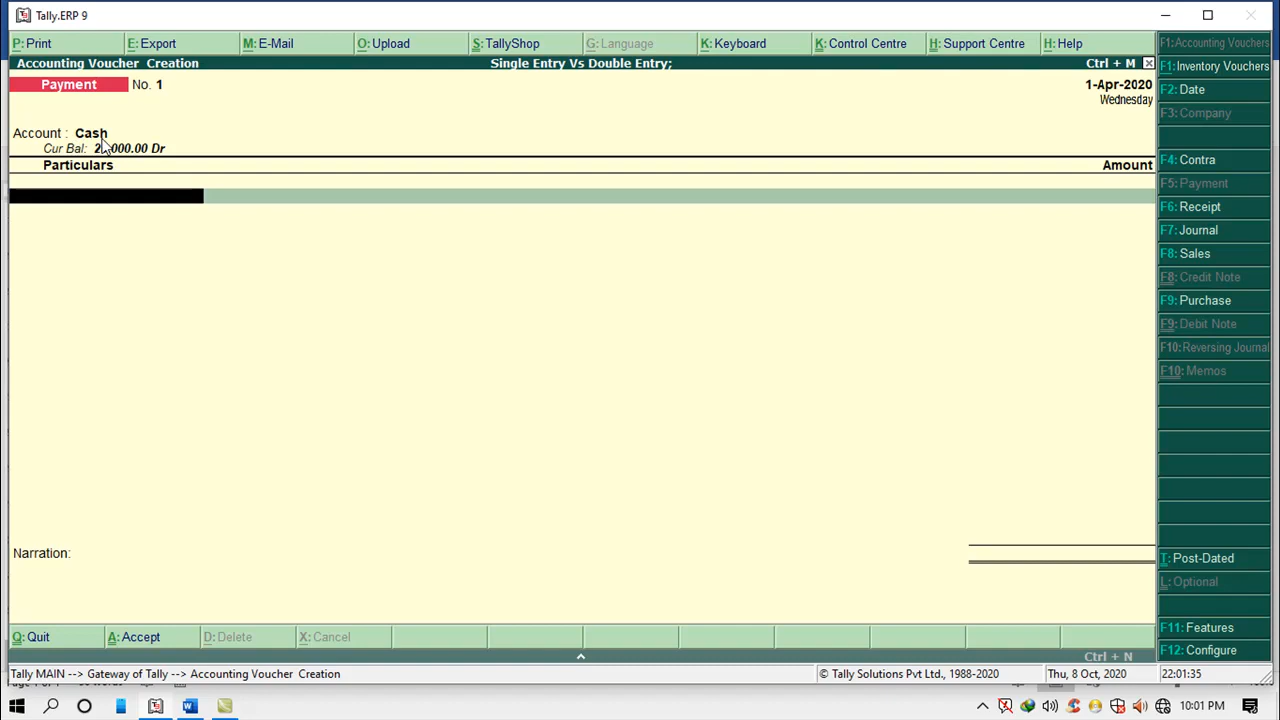 Tally.ERP 9
P: Print E: Export M: E-Mail O: Upload S: TallyShop G: Language K: Keyboard K: Control Centre H: Support Centre H: Help
Accounting Voucher Creation Single Entry Vs Double Entry; Ctrl + M
Payment No. 1 1-Apr-2020
Wednesday
Account : Cash
Cur Bal: 000.00 Dr
Particulars Amount
Narration:
F1: Accounting Vouchers
F1: Inventory Vouchers
F2: Date
F3: Company
F4: Contra
F5: Payment
F6: Receipt
F7: Journal
F8: Sales
F8: Credit Note
F9: Purchase
F9: Debit Note
F10: Reversing Journal
F10: Memos
T: Post-Dated
L: Optional
F11: Features
F12: Configure
Q: Quit A: Accept D: Delete X: Cancel
Ctrl + N
Tally MAIN --> Gateway of Tally --> Accounting Voucher Creation © Tally Solutions Pvt Ltd., 1988-2020 Thu, 8 Oct, 2020 22:01:35
10:01 PM